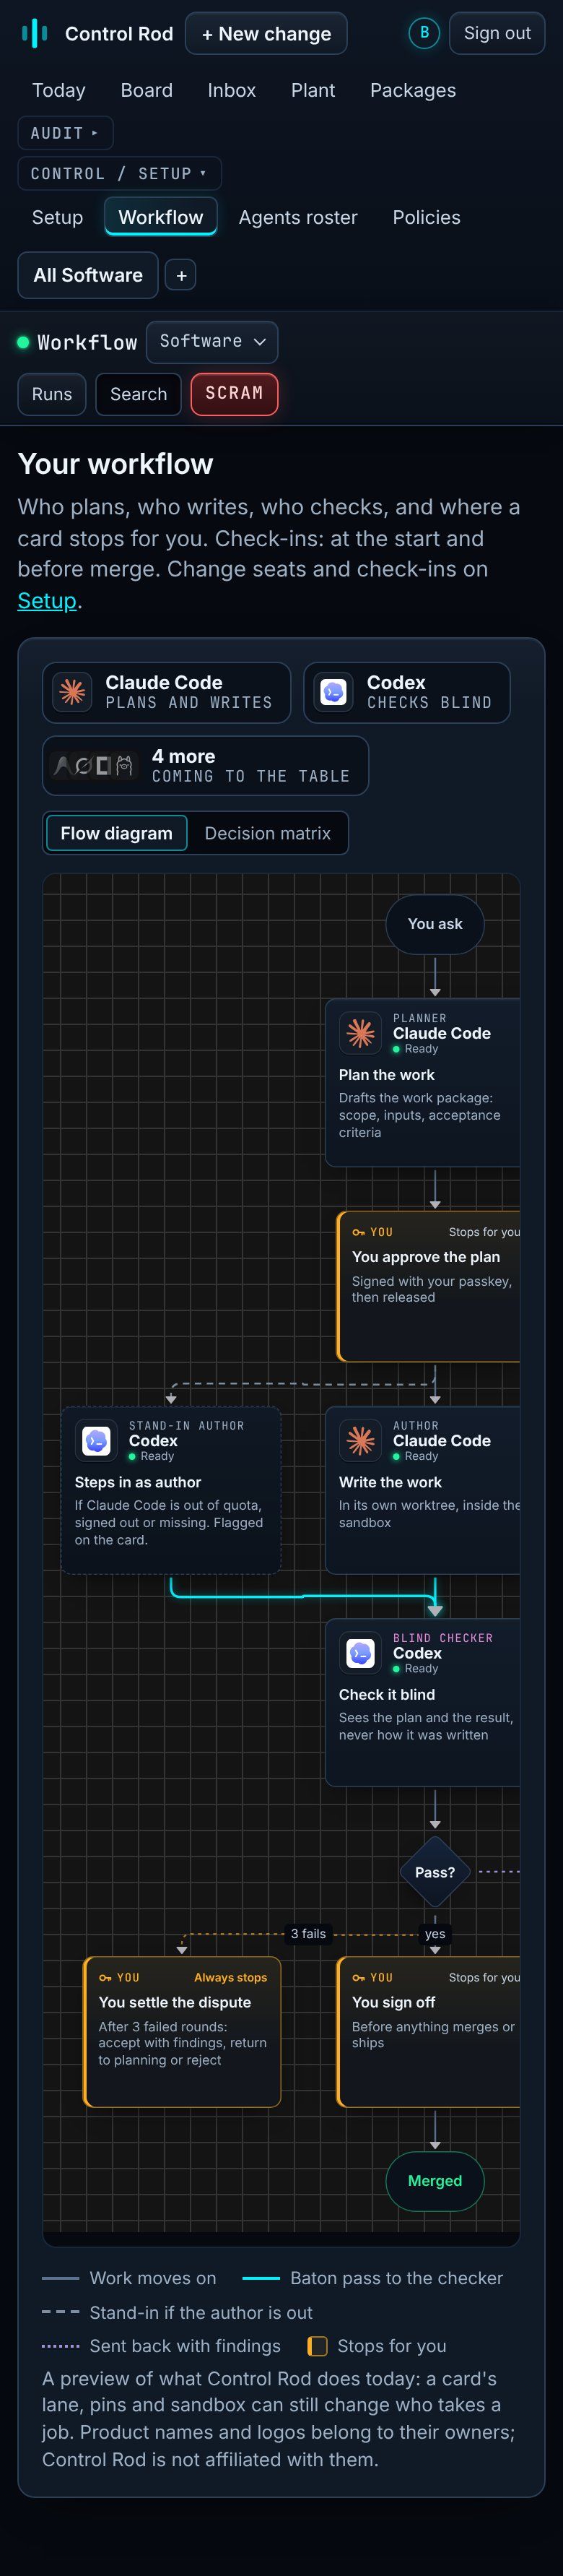 Control Rod
+ New change
B
Sign out
Today
Board
Inbox
Plant
Packages
AUDIT ▸
CONTROL / SETUP ▾
Setup
Workflow
Agents roster
Policies
All Software
+
Workflow
Software
Runs
Search
SCRAM
Your workflow
Who plans, who writes, who checks, and where a
card stops for you. Check-ins: at the start and
before merge. Change seats and check-ins on
Setup.
Claude Code
PLANS AND WRITES
Codex
CHECKS BLIND
4 more
COMING TO THE TABLE
Flow diagram
Decision matrix
You ask
PLANNER
Claude Code
Ready
Plan the work
Drafts the work package:
scope, inputs, acceptance
criteria
YOU
Stops for you
You approve the plan
Signed with your passkey,
then released
STAND-IN AUTHOR
Codex
Ready
Steps in as author
If Claude Code is out of quota,
signed out or missing. Flagged
on the card.
AUTHOR
Claude Code
Ready
Write the work
In its own worktree, inside the
sandbox
BLIND CHECKER
Codex
Ready
Check it blind
Sees the plan and the result,
never how it was written
Pass?
3 fails
yes
YOU
Always stops
You settle the dispute
After 3 failed rounds:
accept with findings, return
to planning or reject
YOU
Stops for you
You sign off
Before anything merges or
ships
Merged
Work moves on
Baton pass to the checker
Stand-in if the author is out
Sent back with findings
Stops for you
A preview of what Control Rod does today: a card's
lane, pins and sandbox can still change who takes a
job. Product names and logos belong to their owners;
Control Rod is not affiliated with them.